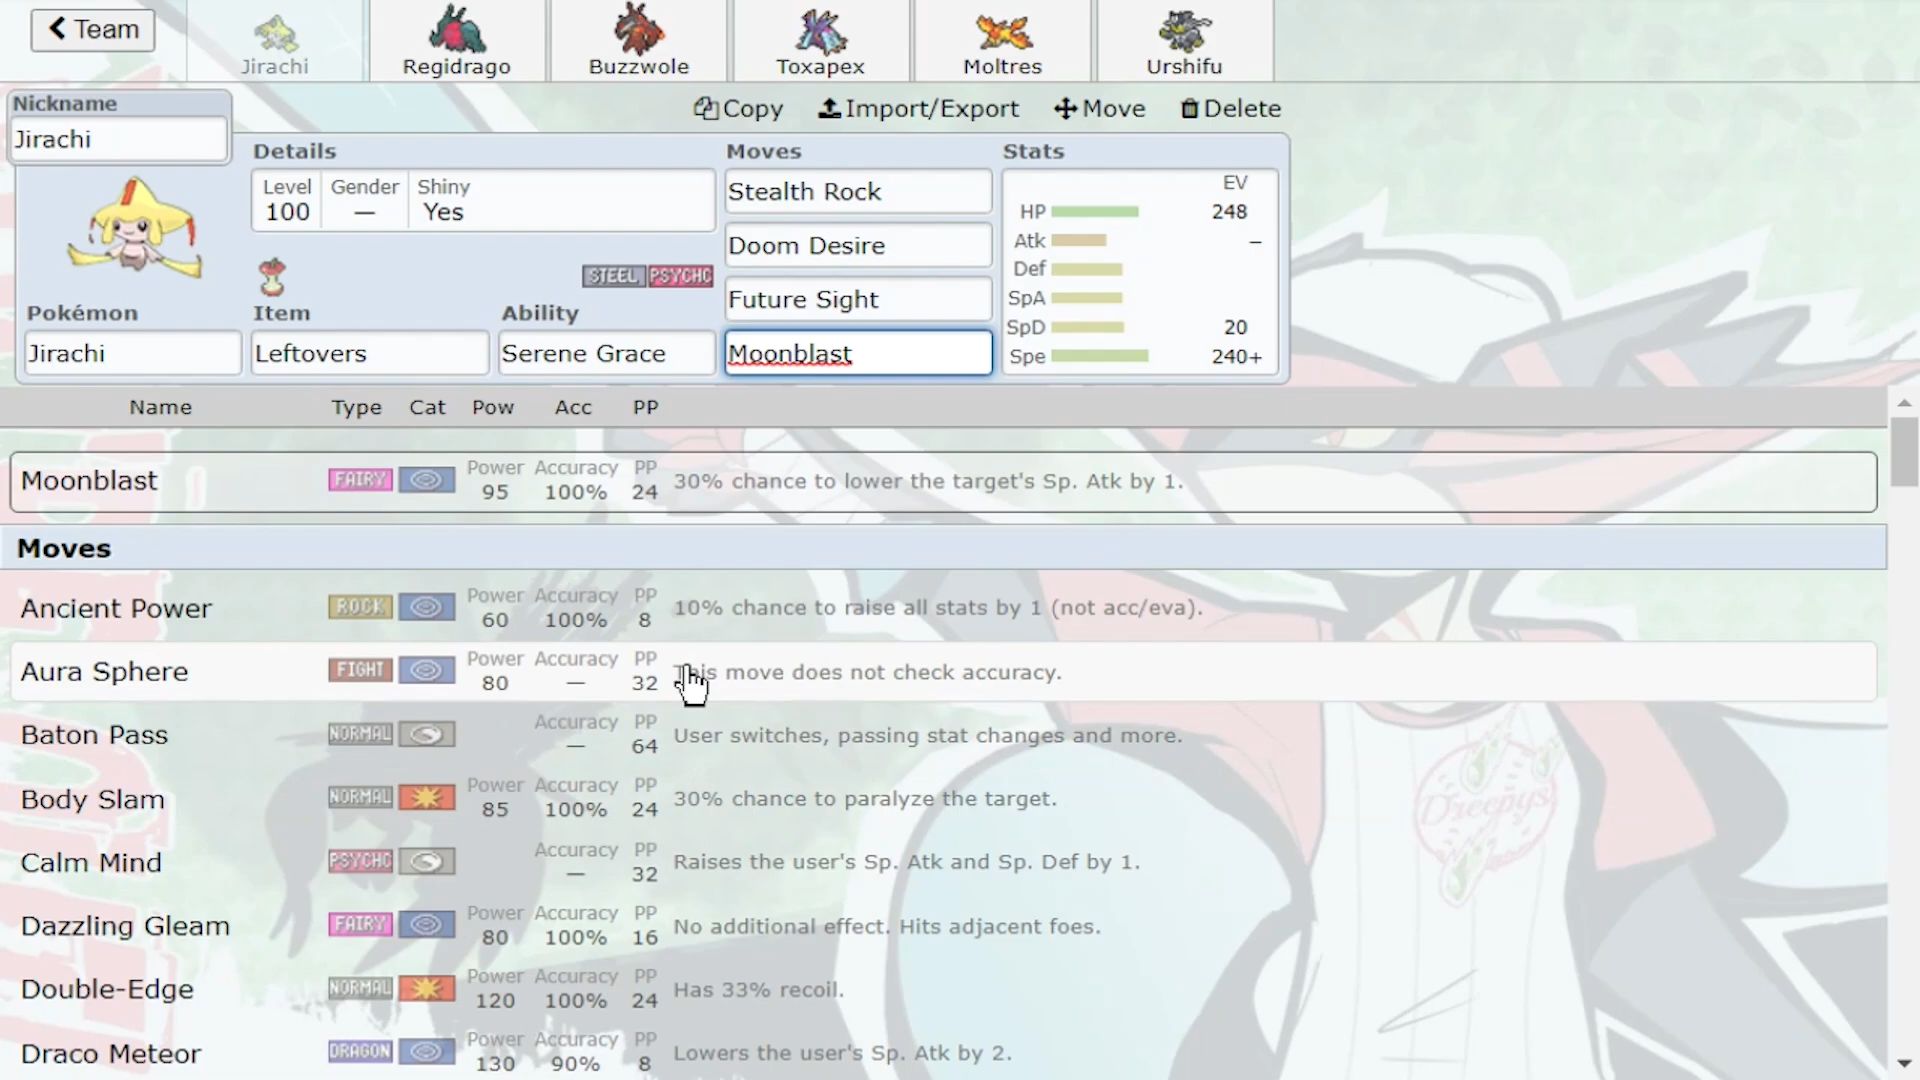 Team
Jirachi
Regidrago
Buzzwole
Toxapex
Moltres
Urshifu
Nickname
Jirachi
Copy
Import/Export
Move
Delete
Details
Level Gender Shiny
100 — Yes
STEEL PSYCHC
Pokémon
Jirachi
Item
Leftovers
Ability
Serene Grace
Moves
Stealth Rock
Doom Desire
Future Sight
Moonblast
Stats
EV
HP 248
Atk –
Def
SpA
SpD 20
Spe 240+
Name Type Cat Pow Acc PP
Moonblast FAIRY Power 95 Accuracy 100% PP 24 30% chance to lower the target's Sp. Atk by 1.
Moves
Ancient Power ROCK Power 60 Accuracy 100% PP 8 10% chance to raise all stats by 1 (not acc/eva).
Aura Sphere FIGHT Power 80 Accuracy — PP 32 This move does not check accuracy.
Baton Pass NORMAL Accuracy — PP 64 User switches, passing stat changes and more.
Body Slam NORMAL Power 85 Accuracy 100% PP 24 30% chance to paralyze the target.
Calm Mind PSYCHC Accuracy — PP 32 Raises the user's Sp. Atk and Sp. Def by 1.
Dazzling Gleam FAIRY Power 80 Accuracy 100% PP 16 No additional effect. Hits adjacent foes.
Double-Edge NORMAL Power 120 Accuracy 100% PP 24 Has 33% recoil.
Draco Meteor DRAGON Power 130 Accuracy 90% PP 8 Lowers the user's Sp. Atk by 2.
Dreepys